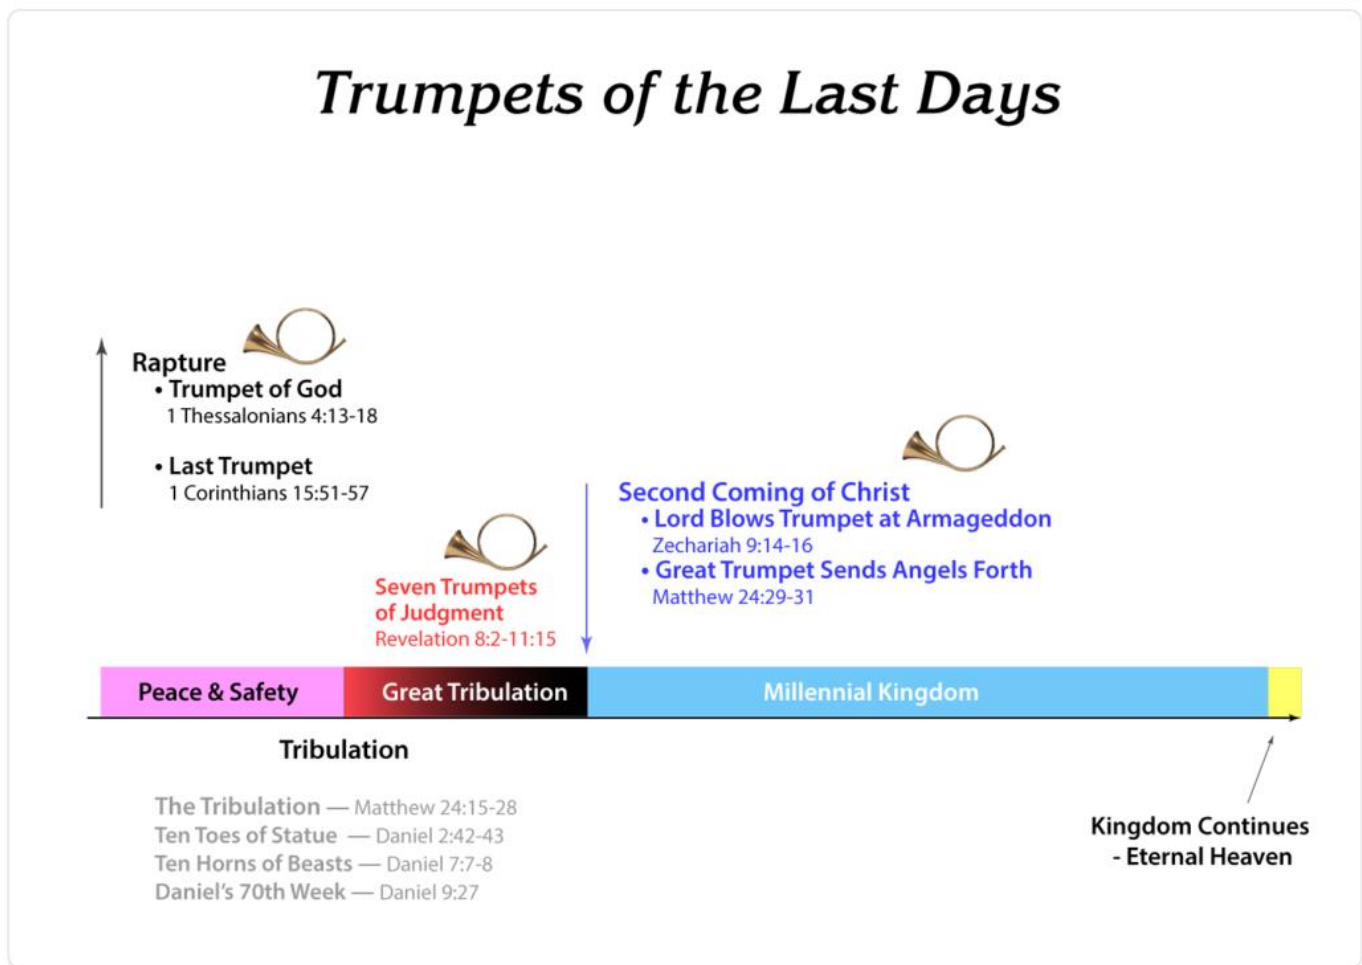 Trumpets of the Last Days
Rapture
• Trumpet of God
1 Thessalonians 4:13-18
• Last Trumpet
1 Corinthians 15:51-57
Seven Trumpets
of Judgment
Revelation 8:2-11:15
Second Coming of Christ
• Lord Blows Trumpet at Armageddon
Zechariah 9:14-16
• Great Trumpet Sends Angels Forth
Matthew 24:29-31
Peace & Safety
Great Tribulation
Millennial Kingdom
Tribulation
The Tribulation — Matthew 24:15-28
Ten Toes of Statue — Daniel 2:42-43
Ten Horns of Beasts — Daniel 7:7-8
Daniel’s 70th Week — Daniel 9:27
Kingdom Continues
- Eternal Heaven